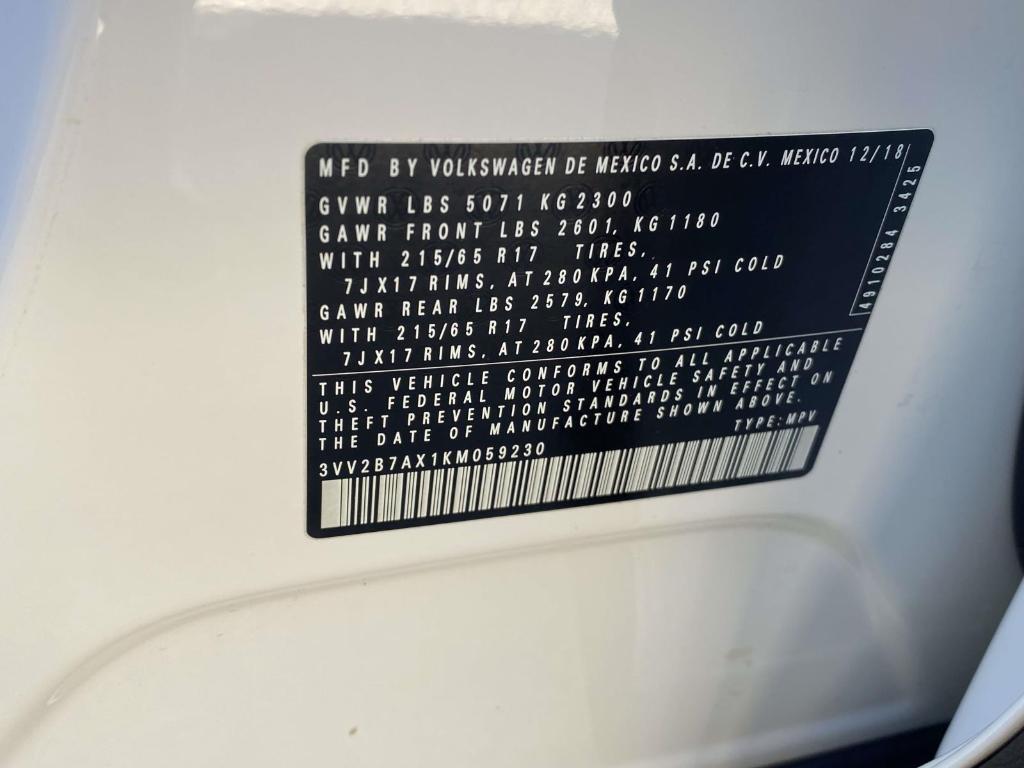 MFD BY VOLKSWAGEN DE MEXICO S.A. DE C.V. MEXICO 12/18
GVWR LBS 5071 KG 2300
GAWR FRONT LBS 2601, KG 1180
WITH 215/65 R17 TIRES,
7JX17 RIMS, AT 280 KPA, 41 PSI COLD
GAWR REAR LBS 2579, KG 1170
WITH 215/65 R17 TIRES,
7JX17 RIMS, AT 280 KPA, 41 PSI COLD
4910284 3425
THIS VEHICLE CONFORMS TO ALL APPLICABLE
U.S. FEDERAL MOTOR VEHICLE SAFETY AND
THEFT PREVENTION STANDARDS IN EFFECT ON
THE DATE OF MANUFACTURE SHOWN ABOVE.
TYPE: MPV
3VV2B7AX1KM059230